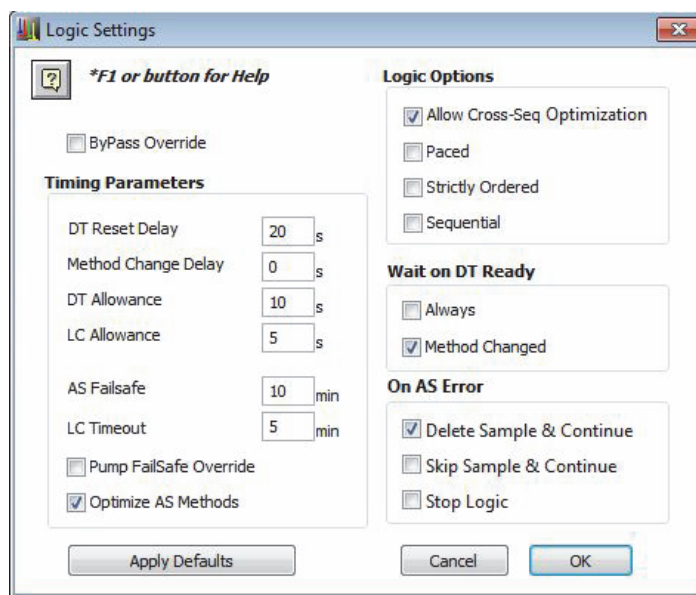 Logic Settings
*F1 or button for Help
ByPass Override
Timing Parameters
DT Reset Delay 20 s
Method Change Delay 0 s
DT Allowance 10 s
LC Allowance 5 s
AS Failsafe 10 min
LC Timeout 5 min
Pump FailSafe Override
Optimize AS Methods
Apply Defaults
Logic Options
Allow Cross-Seq Optimization
Paced
Strictly Ordered
Sequential
Wait on DT Ready
Always
Method Changed
On AS Error
Delete Sample & Continue
Skip Sample & Continue
Stop Logic
Cancel
OK